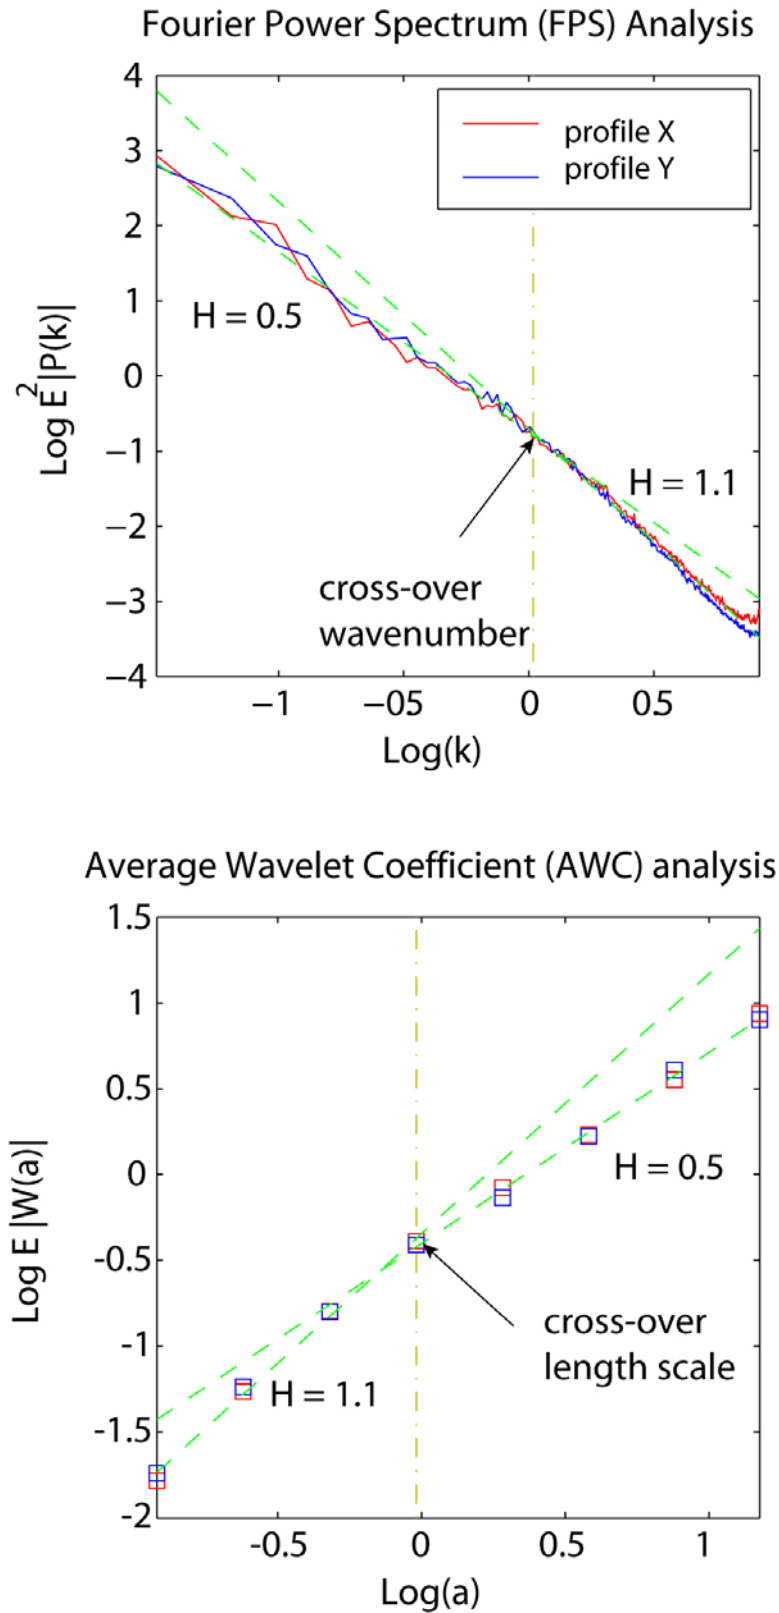 Fourier Power Spectrum (FPS) Analysis
4
3
2
1
0
−1
−2
−3
−4
Log E²|P(k)|
profile X
profile Y
H = 0.5
H = 1.1
cross-over
wavenumber
−1
−05
0
05
Log(k)
Average Wavelet Coefficient (AWC) analysis
1.5
1
0.5
0
-0.5
-1
-1.5
-2
Log E |W(a)|
H = 0.5
cross-over
length scale
H = 1.1
-0.5
0
0.5
1
Log(a)